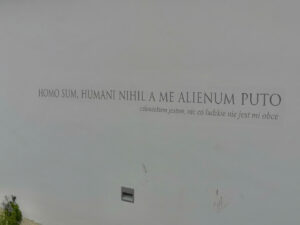 HOMO SUM, HUMANI NIHIL A ME ALIENUM PUTO
człowiekiem jestem, nic co ludzkie nie jest mi obce